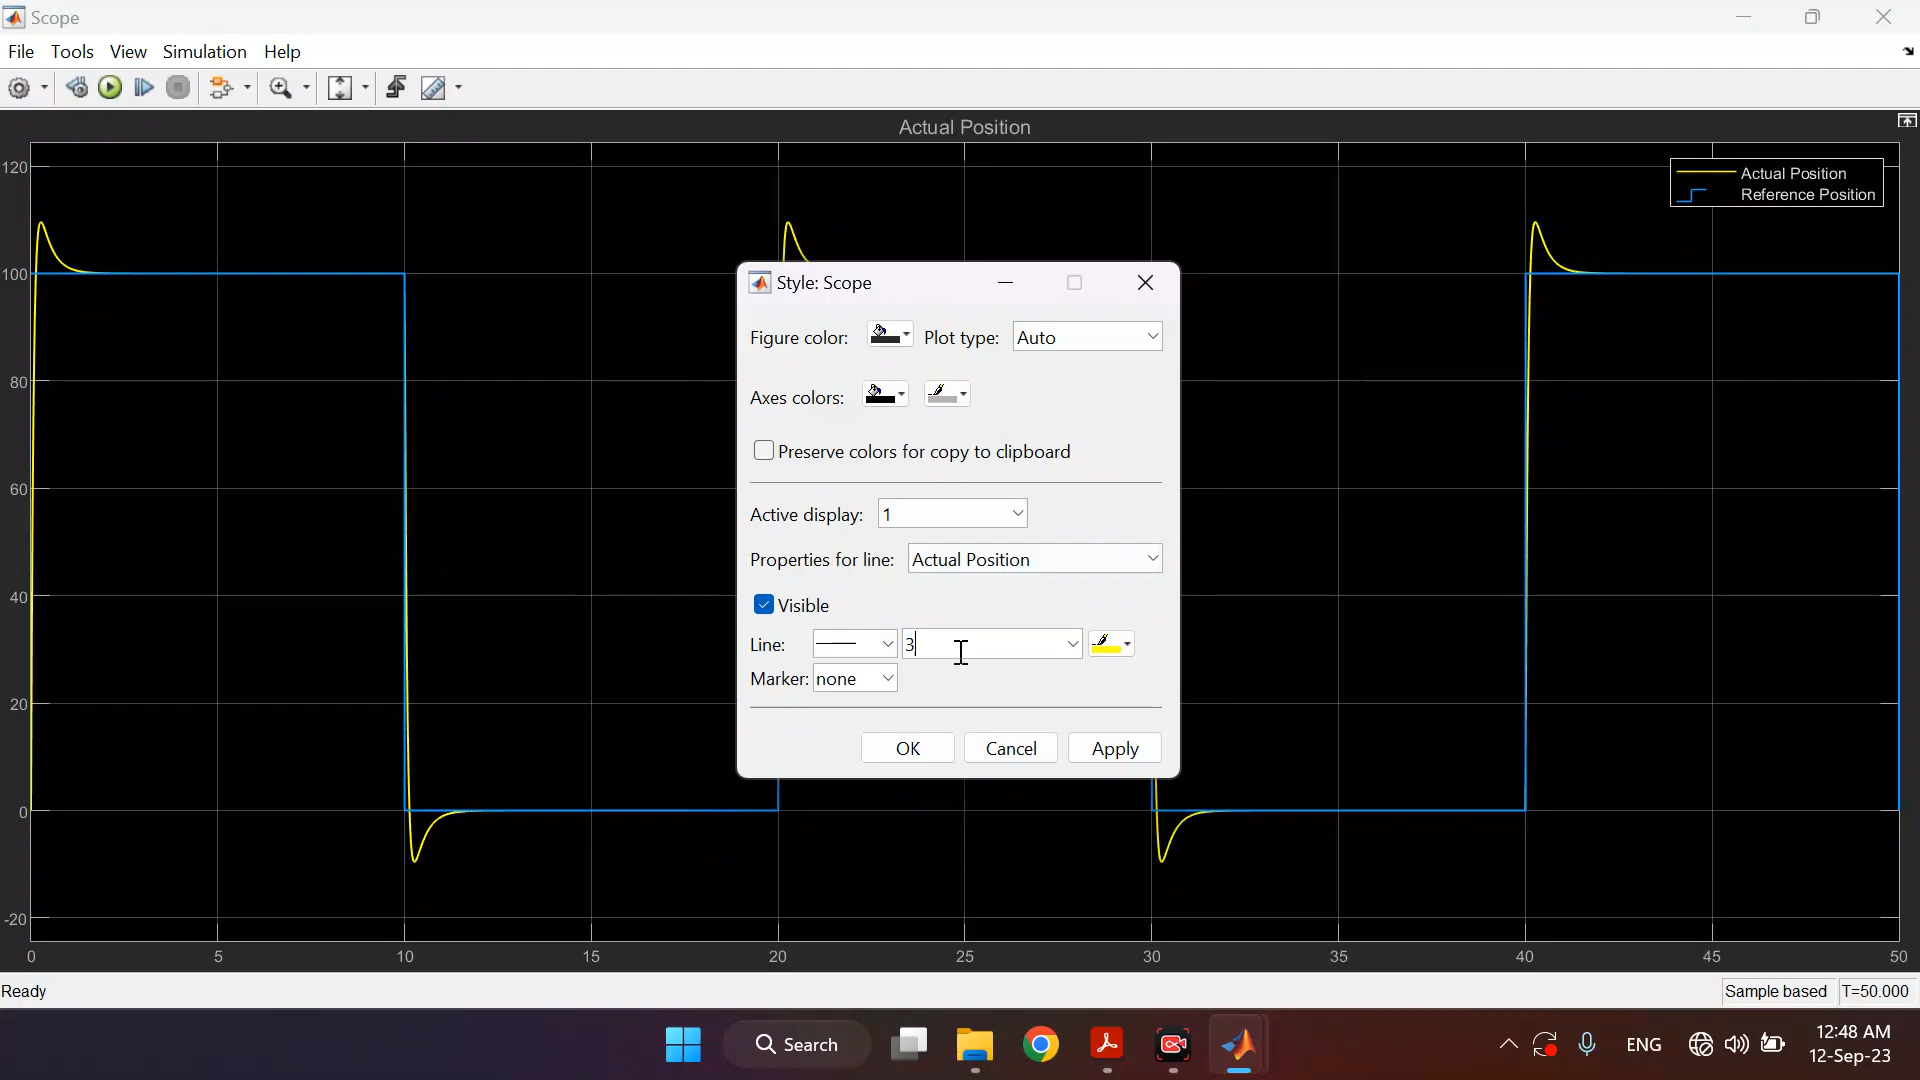 Scope
File Tools View Simulation Help
Actual Position
120
100
80
60
40
20
0
-20
0 5 10 15 20 25 30 35 40 45 50
Actual Position
Reference Position
Style: Scope
Figure color: Plot type: Auto
Axes colors:
Preserve colors for copy to clipboard
Active display: 1
Properties for line: Actual Position
Visible
Line: 3
Marker: none
OK Cancel Apply
Ready Sample based T=50.000
Search ENG 12:48 AM
12-Sep-23